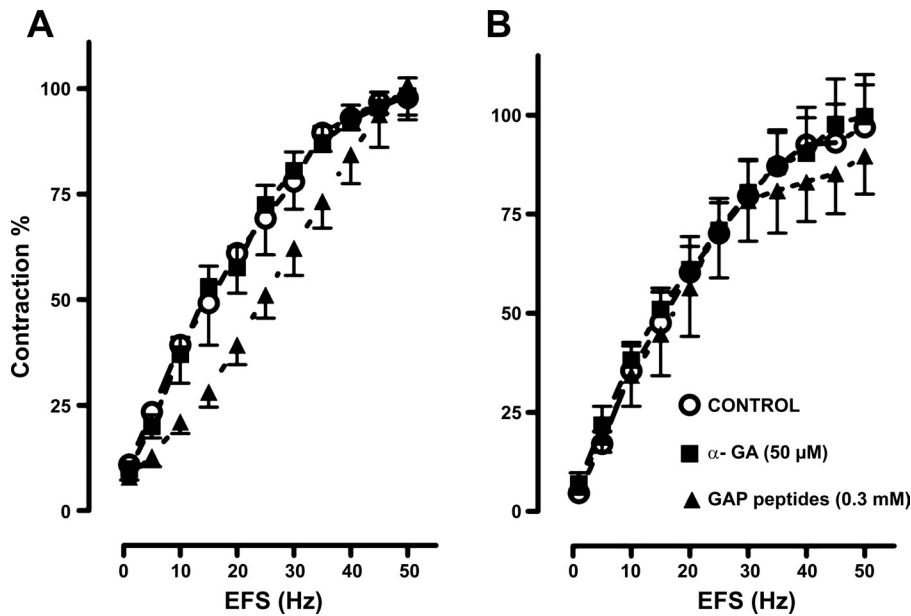 A
Contraction %
100
75
50
25
0
0 10 20 30 40 50
EFS (Hz)
B
100
75
50
25
0
CONTROL
α- GA (50 µM)
GAP peptides (0.3 mM)
0 10 20 30 40 50
EFS (Hz)